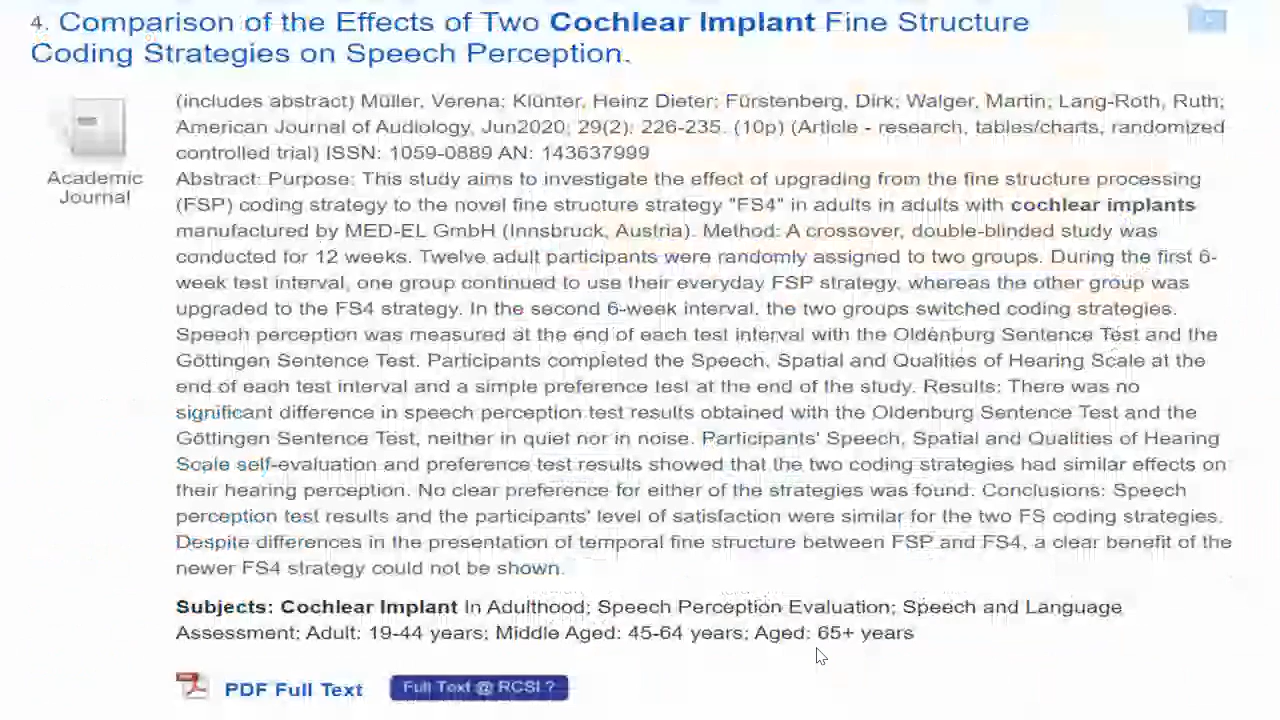 4. Comparison of the Effects of Two Cochlear Implant Fine Structure
Coding Strategies on Speech Perception.
(includes abstract) Müller, Verena; Klünter, Heinz Dieter; Fürstenberg, Dirk; Walger, Martin; Lang-Roth, Ruth;
American Journal of Audiology, Jun2020; 29(2): 226-235. (10p) (Article - research, tables/charts, randomized
controlled trial) ISSN: 1059-0889 AN: 143637999
Academic
Journal
Abstract: Purpose: This study aims to investigate the effect of upgrading from the fine structure processing
(FSP) coding strategy to the novel fine structure strategy "FS4" in adults in adults with cochlear implants
manufactured by MED-EL GmbH (Innsbruck, Austria). Method: A crossover, double-blinded study was
conducted for 12 weeks. Twelve adult participants were randomly assigned to two groups. During the first 6-
week test interval, one group continued to use their everyday FSP strategy, whereas the other group was
upgraded to the FS4 strategy. In the second 6-week interval, the two groups switched coding strategies.
Speech perception was measured at the end of each test interval with the Oldenburg Sentence Test and the
Göttingen Sentence Test. Participants completed the Speech, Spatial and Qualities of Hearing Scale at the
end of each test interval and a simple preference test at the end of the study. Results: There was no
significant difference in speech perception test results obtained with the Oldenburg Sentence Test and the
Göttingen Sentence Test, neither in quiet nor in noise. Participants' Speech, Spatial and Qualities of Hearing
Scale self-evaluation and preference test results showed that the two coding strategies had similar effects on
their hearing perception. No clear preference for either of the strategies was found. Conclusions: Speech
perception test results and the participants' level of satisfaction were similar for the two FS coding strategies.
Despite differences in the presentation of temporal fine structure between FSP and FS4, a clear benefit of the
newer FS4 strategy could not be shown.
Subjects: Cochlear Implant In Adulthood; Speech Perception Evaluation; Speech and Language
Assessment; Adult: 19-44 years; Middle Aged: 45-64 years; Aged: 65+ years
PDF Full Text
Full Text @ RCSI ?